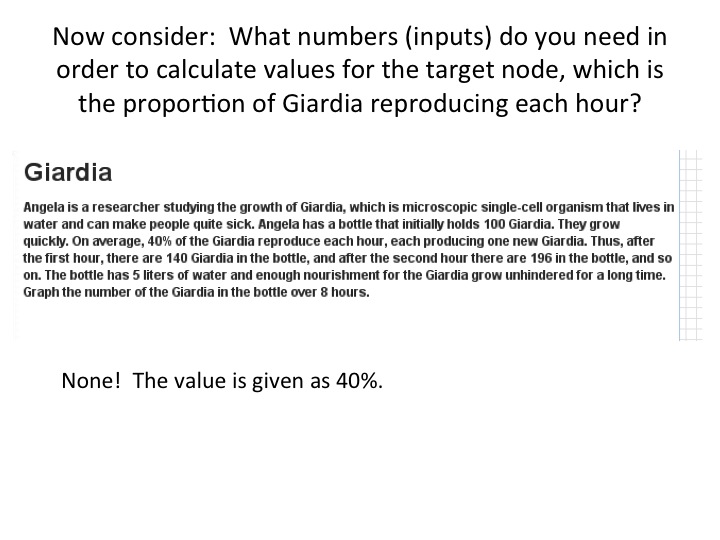 Now consider:  What numbers (inputs) do you need in
order to calculate values for the target node, which is
the proportion of Giardia reproducing each hour?
Giardia
Angela is a researcher studying the growth of Giardia, which is microscopic single-cell organism that lives in
water and can make people quite sick. Angela has a bottle that initially holds 100 Giardia. They grow
quickly. On average, 40% of the Giardia reproduce each hour, each producing one new Giardia. Thus, after
the first hour, there are 140 Giardia in the bottle, and after the second hour there are 196 in the bottle, and so
on. The bottle has 5 liters of water and enough nourishment for the Giardia grow unhindered for a long time.
Graph the number of the Giardia in the bottle over 8 hours.
None!  The value is given as 40%.